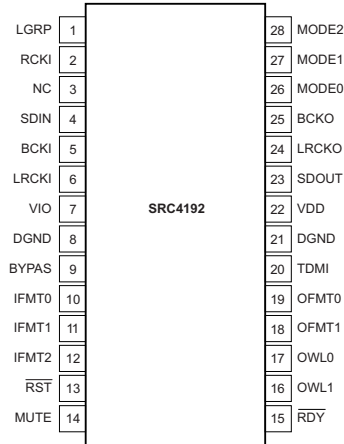 LGRP 1 28 MODE2
RCKI 2 27 MODE1
NC 3 26 MODE0
SDIN 4 25 BCKO
BCKI 5 24 LRCKO
LRCKI 6 23 SDOUT
VIO 7 SRC4192 22 VDD
DGND 8 21 DGND
BYPAS 9 20 TDMI
IFMT0 10 19 OFMT0
IFMT1 11 18 OFMT1
IFMT2 12 17 OWL0
RST 13 16 OWL1
MUTE 14 15 RDY